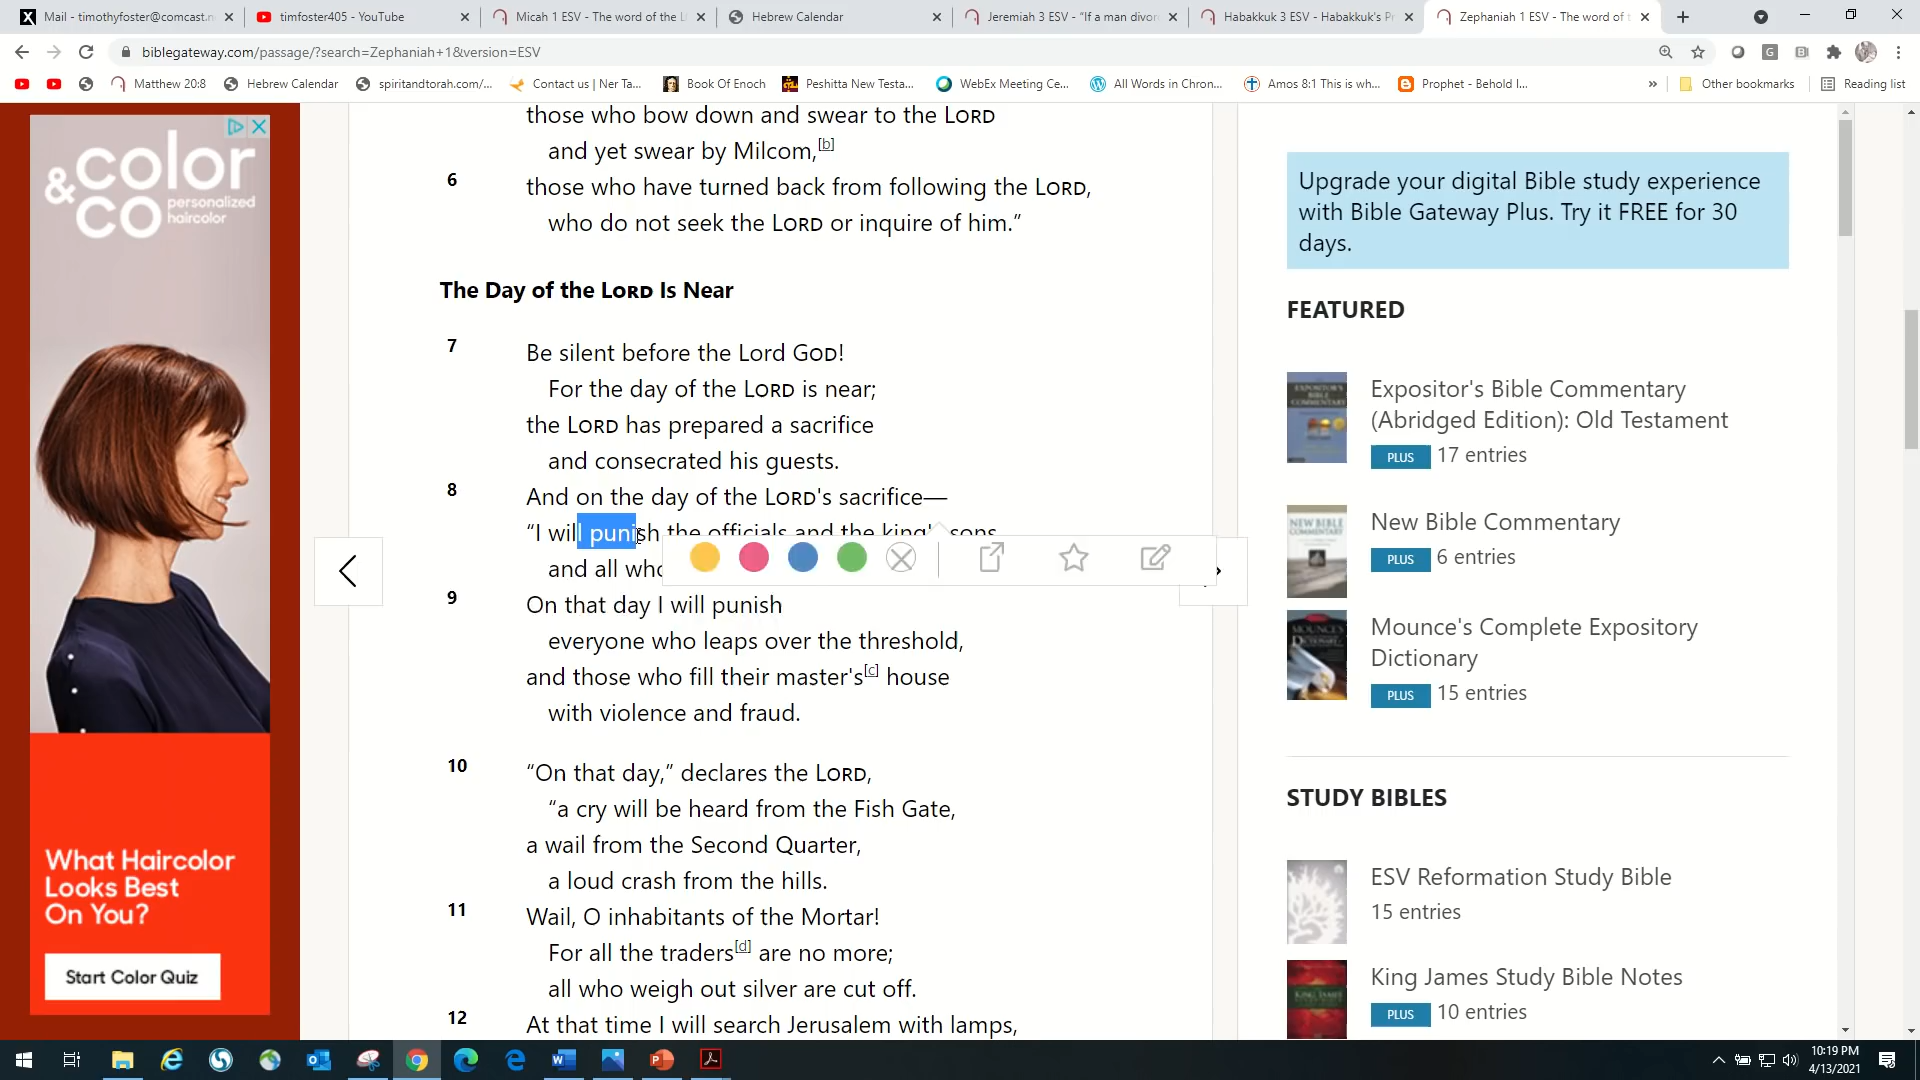 Mail - timothyfoster@comcast.n
timfoster405 - YouTube
Micah 1 ESV - The word of the L
Hebrew Calendar
Jeremiah 3 ESV - “If a man divor
Habakkuk 3 ESV - Habakkuk's Pr
Zephaniah 1 ESV - The word of t
biblegateway.com/passage/?search=Zephaniah+1&version=ESV
Matthew 20:8
Hebrew Calendar
spiritandtorah.com/...
Contact us | Ner Ta...
Book Of Enoch
Peshitta New Testa...
WebEx Meeting Ce...
All Words in Chron...
Amos 8:1 This is wh...
Prophet - Behold I...
»
Other bookmarks
Reading list
&color
co personalized haircolor
What Haircolor
Looks Best
On You?
Start Color Quiz
those who bow down and swear to the LORD
and yet swear by Milcom,[b]
6 those who have turned back from following the LORD,
who do not seek the LORD or inquire of him.”
The Day of the LORD Is Near
7 Be silent before the Lord GOD!
For the day of the LORD is near;
the LORD has prepared a sacrifice
and consecrated his guests.
8 And on the day of the LORD's sacrifice—
“I will punish the officials and the king's sons
and all who
9 On that day I will punish
everyone who leaps over the threshold,
and those who fill their master's[c] house
with violence and fraud.
10 “On that day,” declares the LORD,
“a cry will be heard from the Fish Gate,
a wail from the Second Quarter,
a loud crash from the hills.
11 Wail, O inhabitants of the Mortar!
For all the traders[d] are no more;
all who weigh out silver are cut off.
12 At that time I will search Jerusalem with lamps,
Upgrade your digital Bible study experience
with Bible Gateway Plus. Try it FREE for 30
days.
FEATURED
Expositor's Bible Commentary
(Abridged Edition): Old Testament
PLUS 17 entries
New Bible Commentary
PLUS 6 entries
Mounce's Complete Expository
Dictionary
PLUS 15 entries
STUDY BIBLES
ESV Reformation Study Bible
15 entries
King James Study Bible Notes
PLUS 10 entries
10:19 PM
4/13/2021